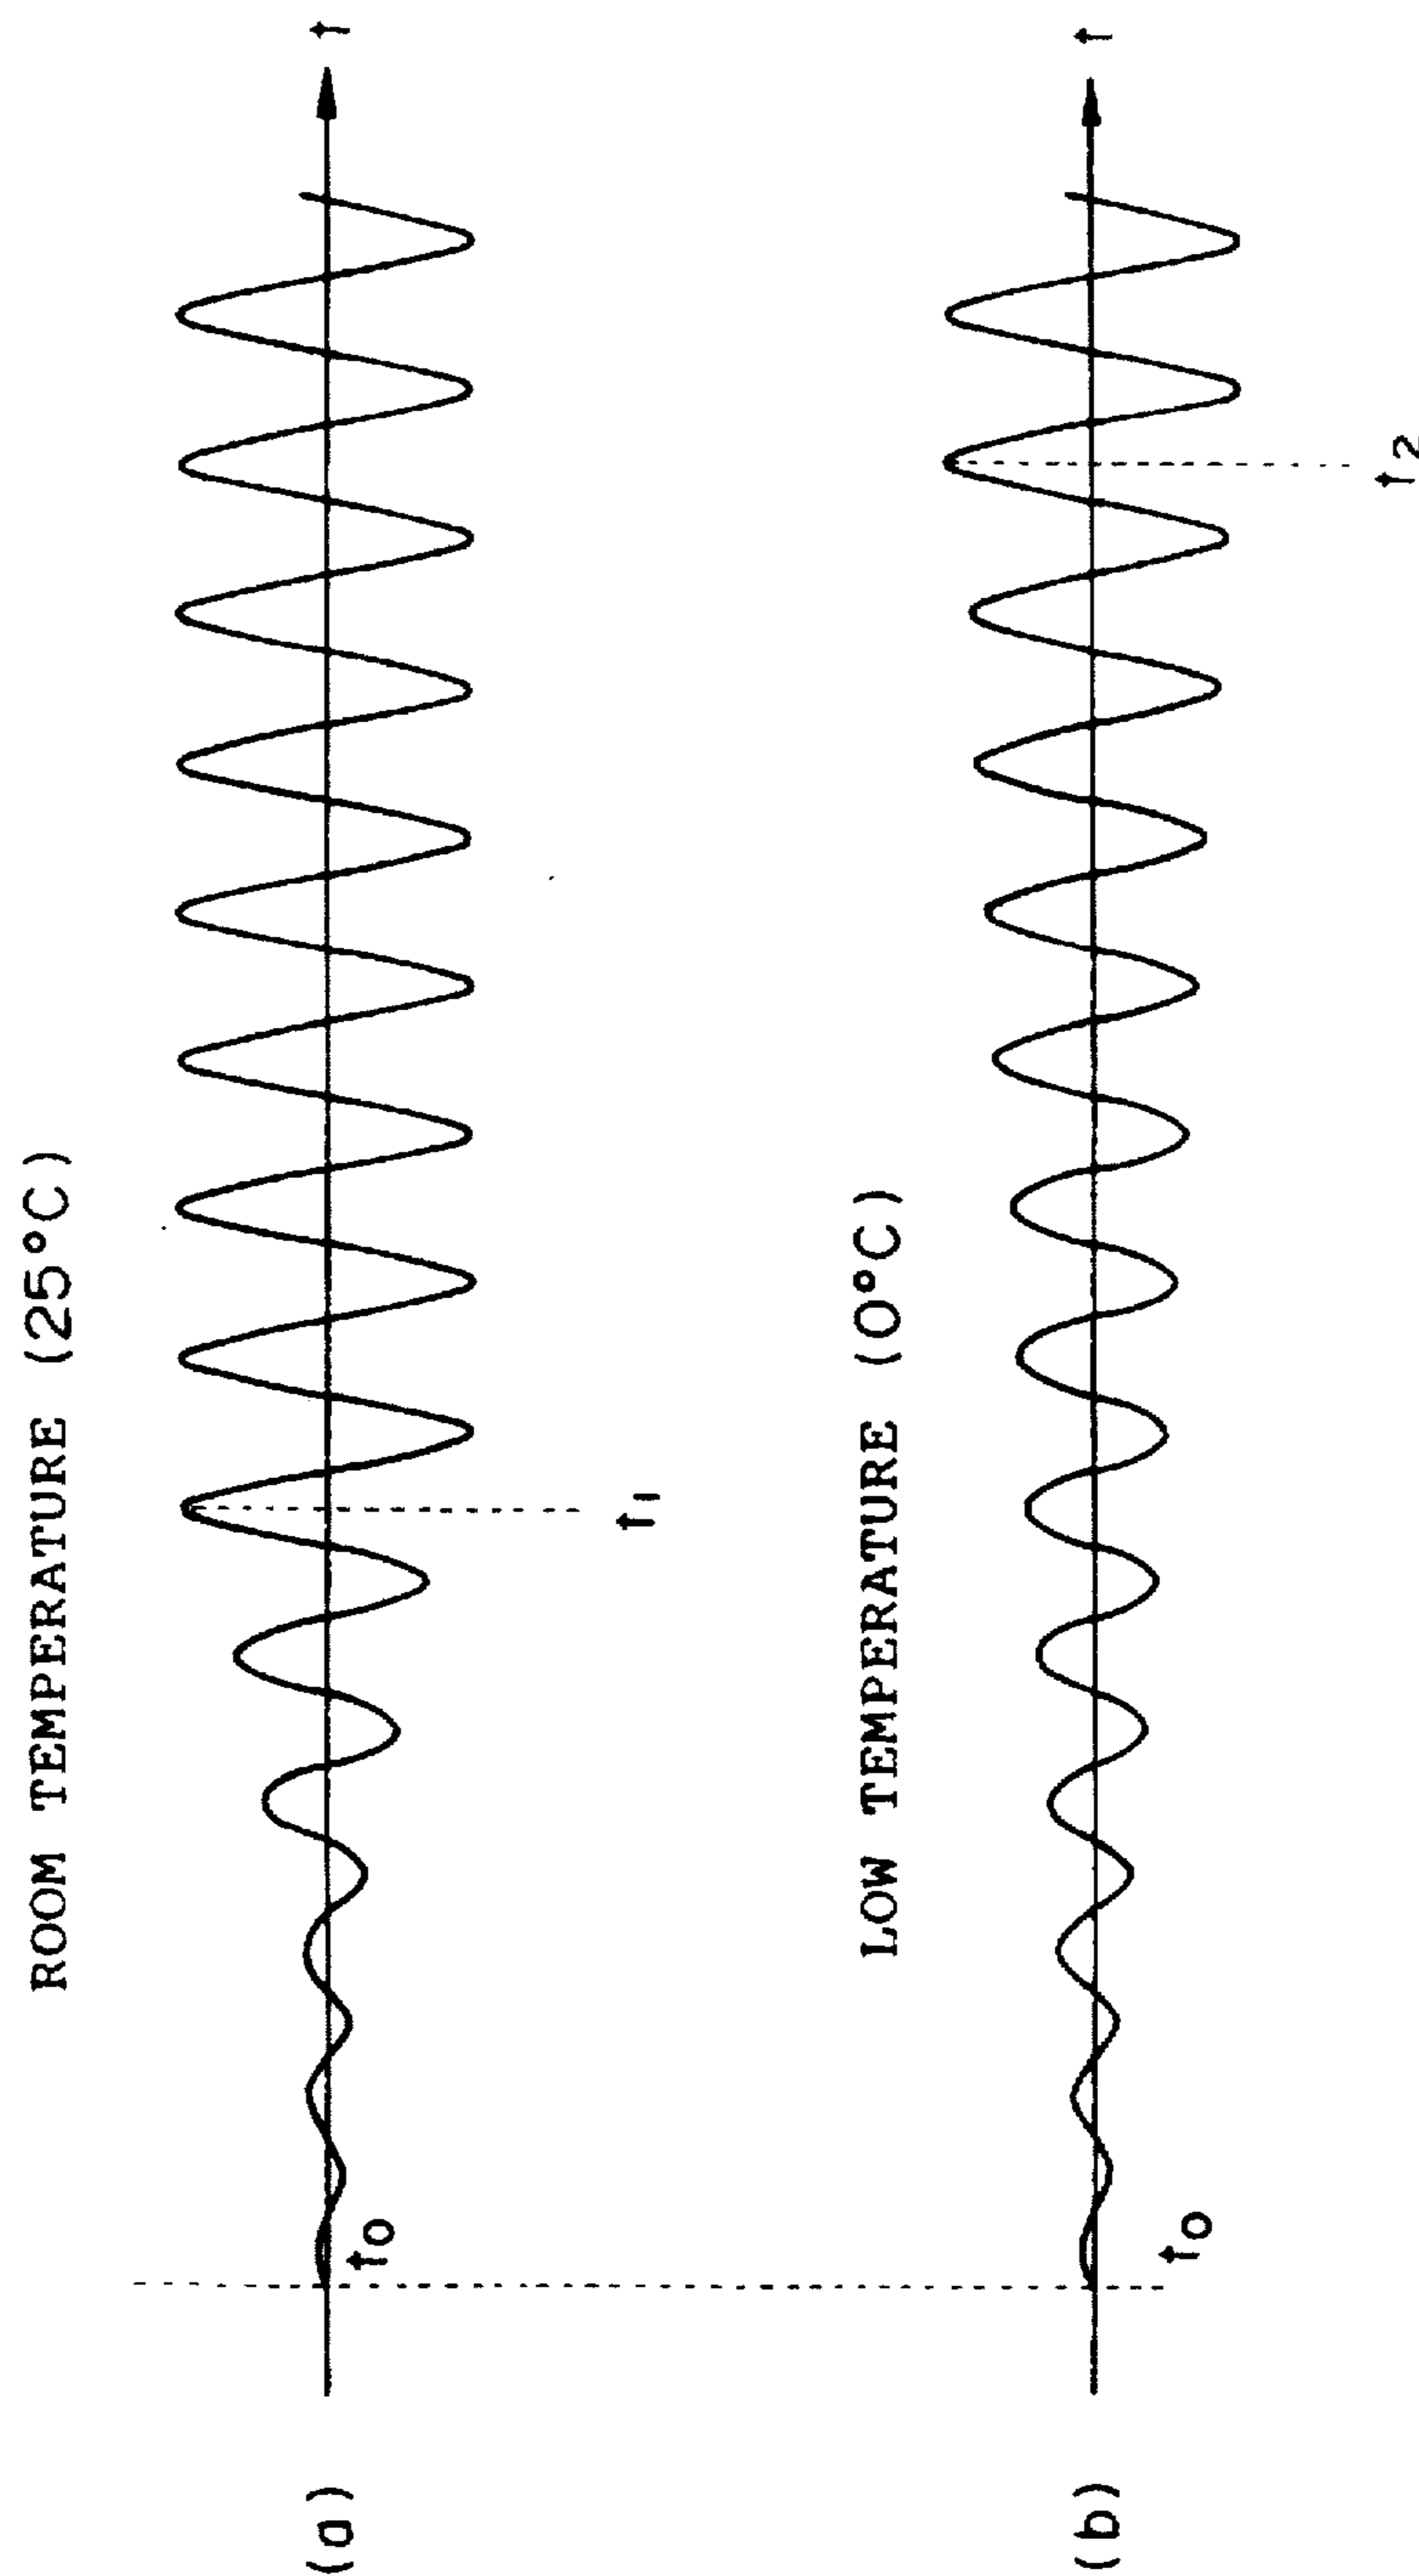 ROOM TEMPERATURE (25°C)
(a)
t0
t1
t
LOW TEMPERATURE (0°C)
(b)
t0
t2
t